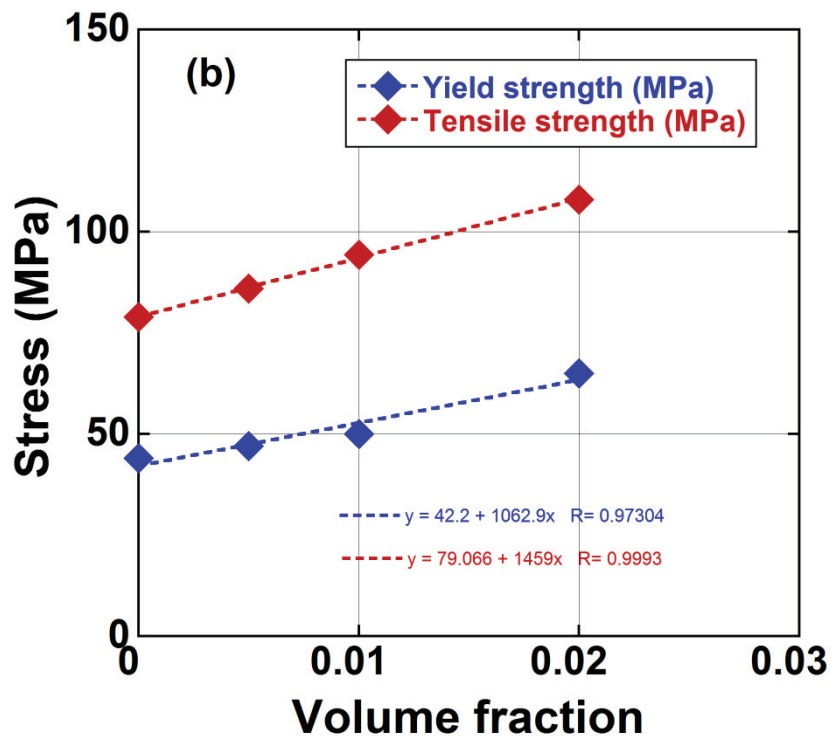 150
(b)
Yield strength (MPa)
Tensile strength (MPa)
100
Stress (MPa)
50
y = 42.2 + 1062.9x R= 0.97304
y = 79.066 + 1459x R= 0.9993
0
0 0.01 0.02 0.03
Volume fraction